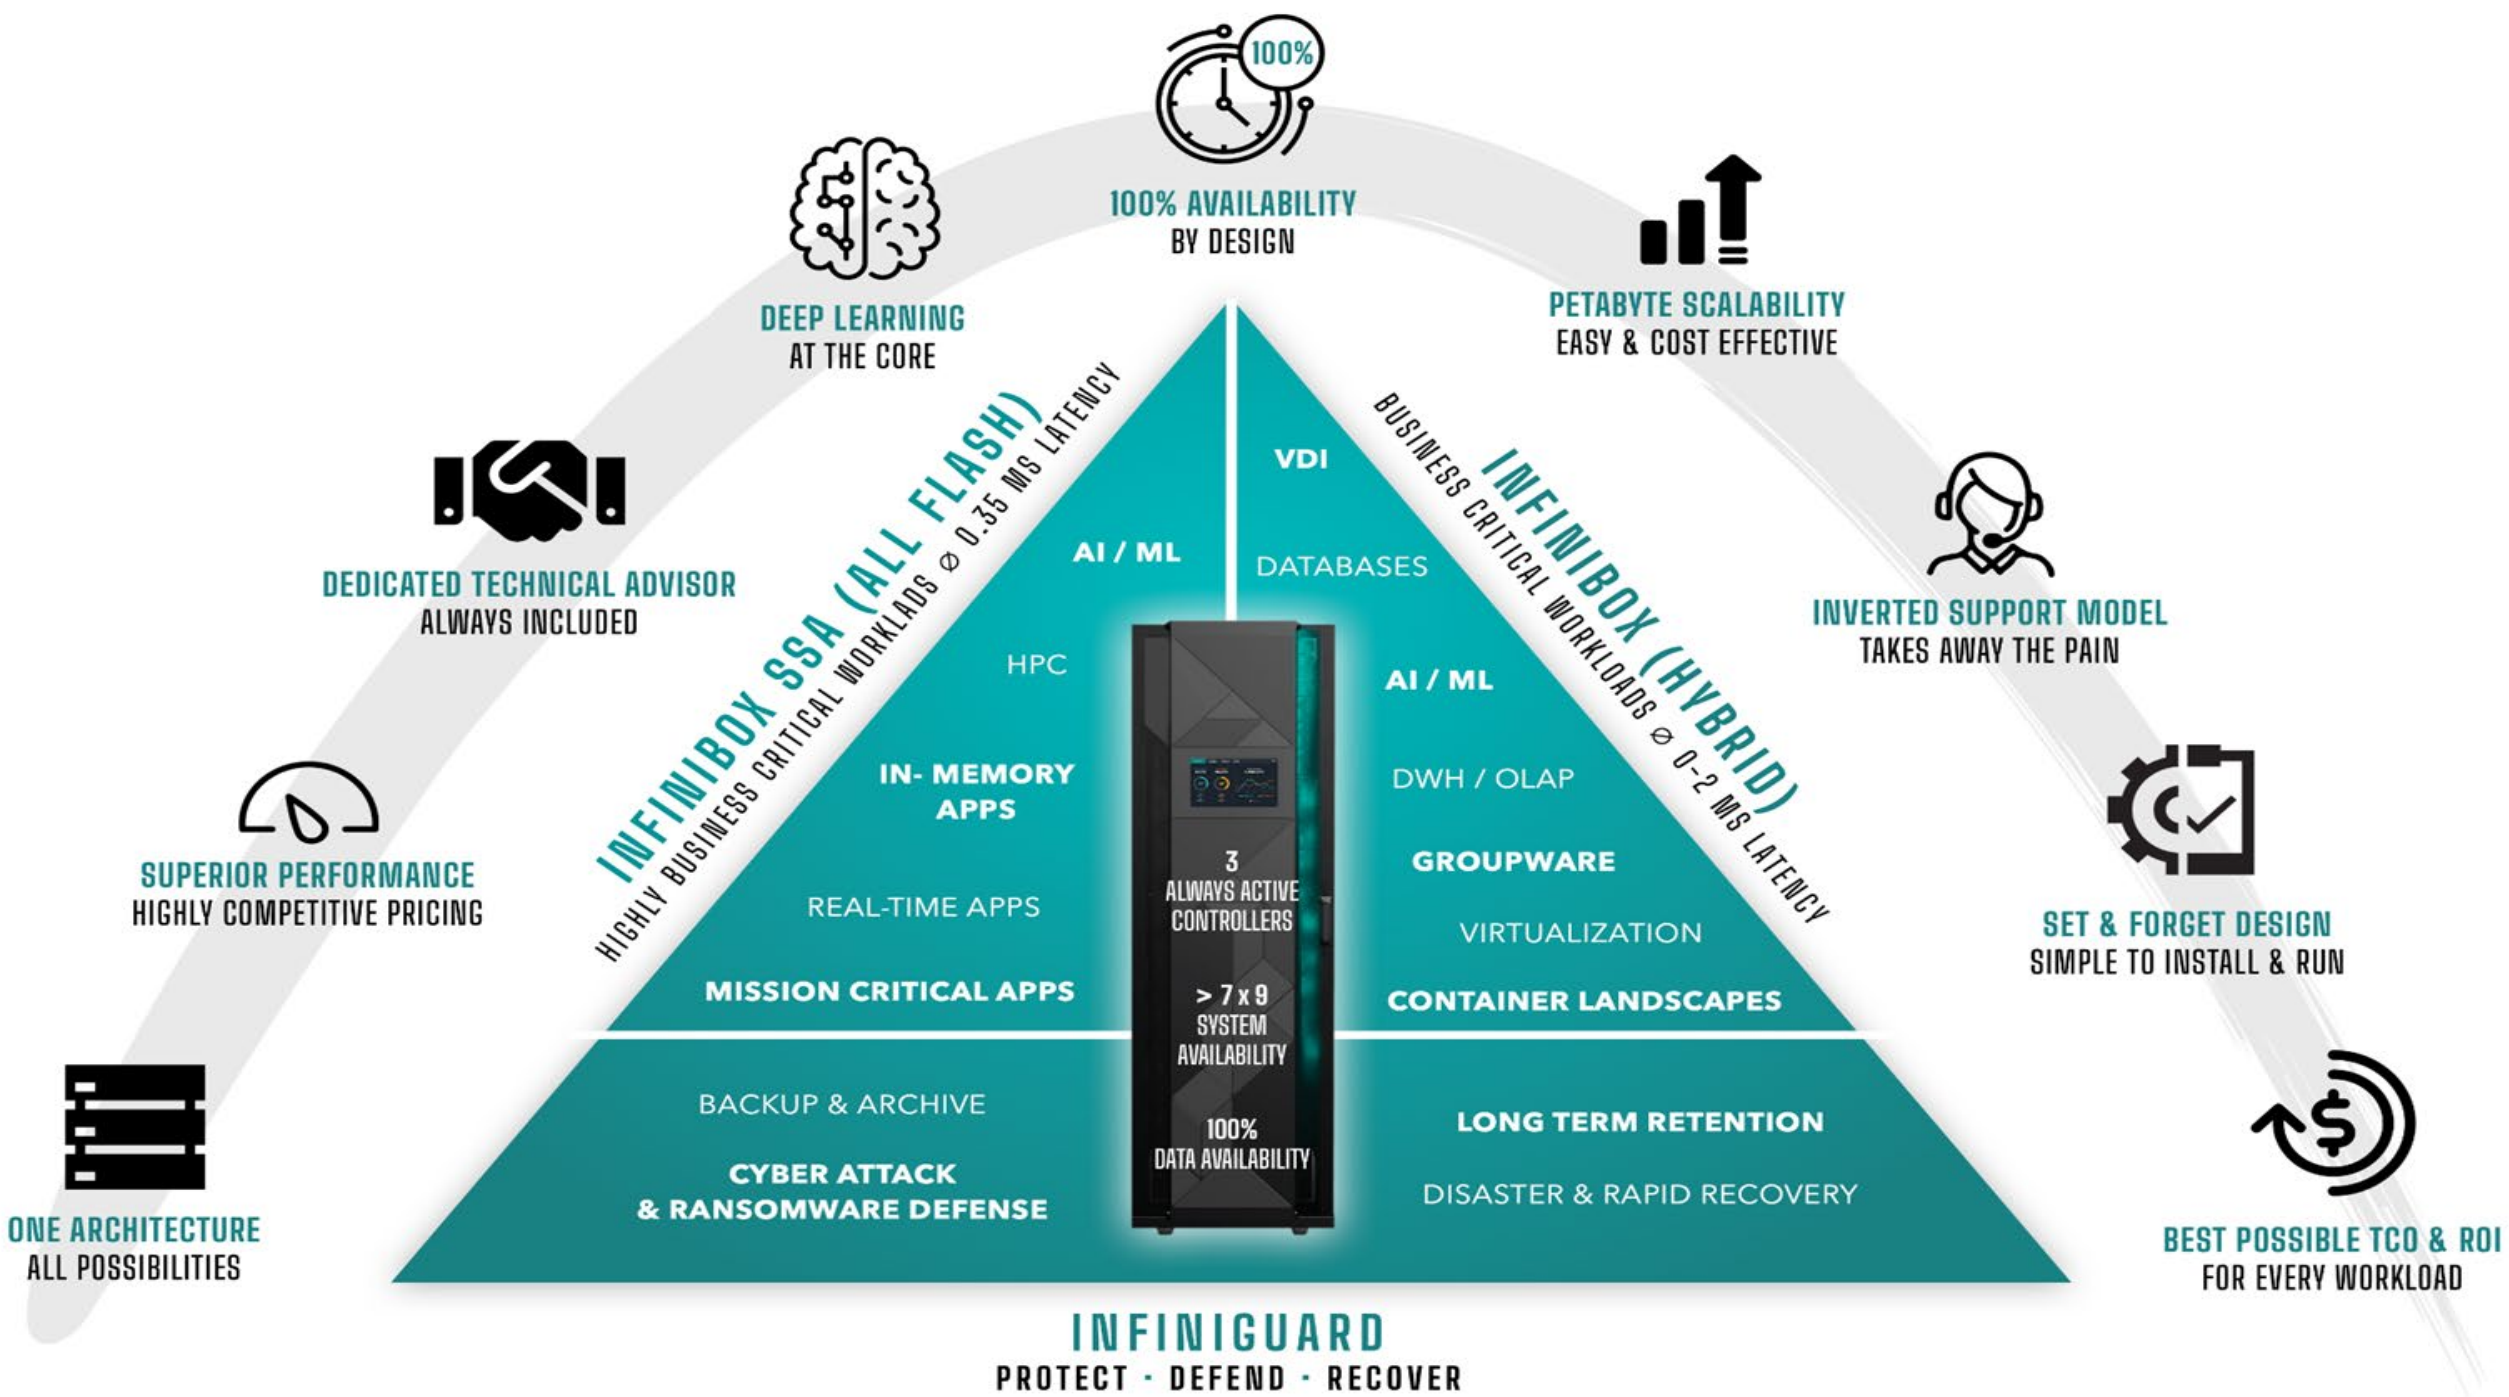 100%
100% AVAILABILITY
BY DESIGN
DEEP LEARNING
AT THE CORE
PETABYTE SCALABILITY
EASY & COST EFFECTIVE
DEDICATED TECHNICAL ADVISOR
ALWAYS INCLUDED
INVERTED SUPPORT MODEL
TAKES AWAY THE PAIN
SUPERIOR PERFORMANCE
HIGHLY COMPETITIVE PRICING
SET & FORGET DESIGN
SIMPLE TO INSTALL & RUN
ONE ARCHITECTURE
ALL POSSIBILITIES
BEST POSSIBLE TCO & ROI
FOR EVERY WORKLOAD
INFINIBOX SSA (ALL FLASH)
HIGHLY BUSINESS CRITICAL WORKLADS Ø 0.35 MS LATENCY
INFINIBOX (HYBRID)
BUSINESS CRITICAL WORKLOADS Ø 0-2 MS LATENCY
AI / ML
HPC
IN- MEMORY
APPS
REAL-TIME APPS
MISSION CRITICAL APPS
VDI
DATABASES
AI / ML
DWH / OLAP
GROUPWARE
VIRTUALIZATION
CONTAINER LANDSCAPES
3
ALWAYS ACTIVE
CONTROLLERS
> 7 x 9
SYSTEM
AVAILABILITY
100%
DATA AVAILABILITY
BACKUP & ARCHIVE
CYBER ATTACK
& RANSOMWARE DEFENSE
LONG TERM RETENTION
DISASTER & RAPID RECOVERY
INFINIGUARD
PROTECT - DEFEND - RECOVER